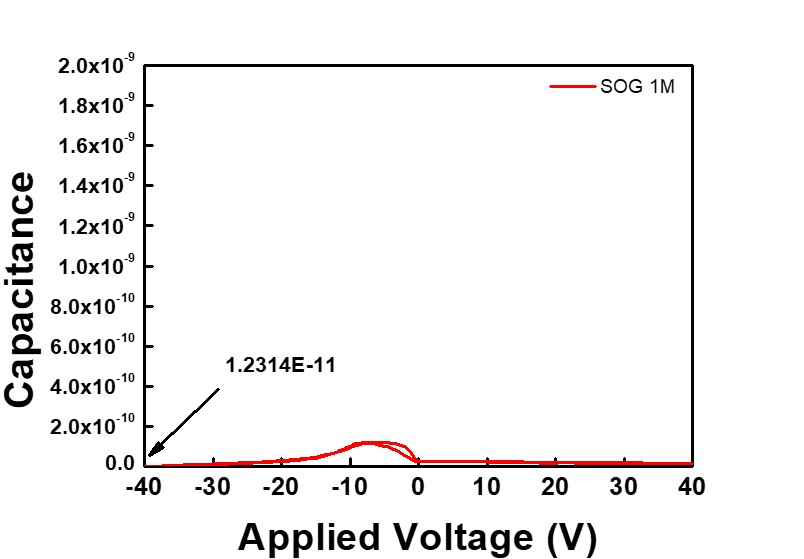 2.0x10⁻⁹
SOG 1M
1.8x10⁻⁹
1.6x10⁻⁹
1.4x10⁻⁹
1.2x10⁻⁹
1.0x10⁻⁹
8.0x10⁻¹⁰
6.0x10⁻¹⁰
4.0x10⁻¹⁰
2.0x10⁻¹⁰
0.0
Capacitance
1.2314E-11
-40 -30 -20 -10 0 10 20 30 40
Applied Voltage (V)